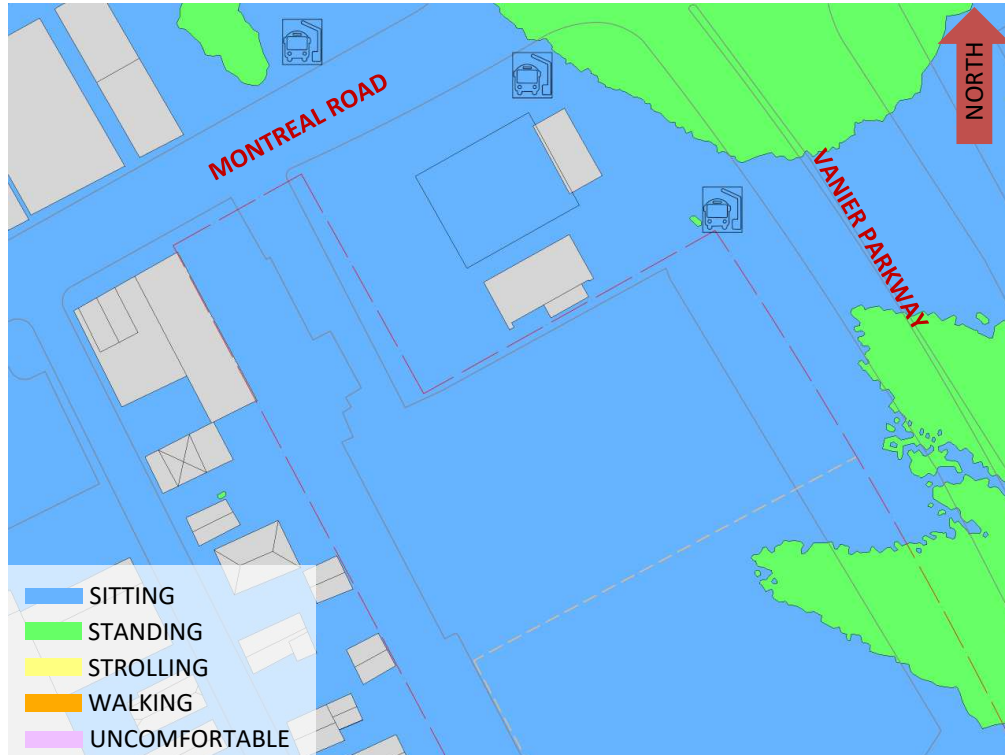 NORTH
MONTREAL ROAD
VANIER PARKWAY
SITTING
STANDING
STROLLING
WALKING
UNCOMFORTABLE